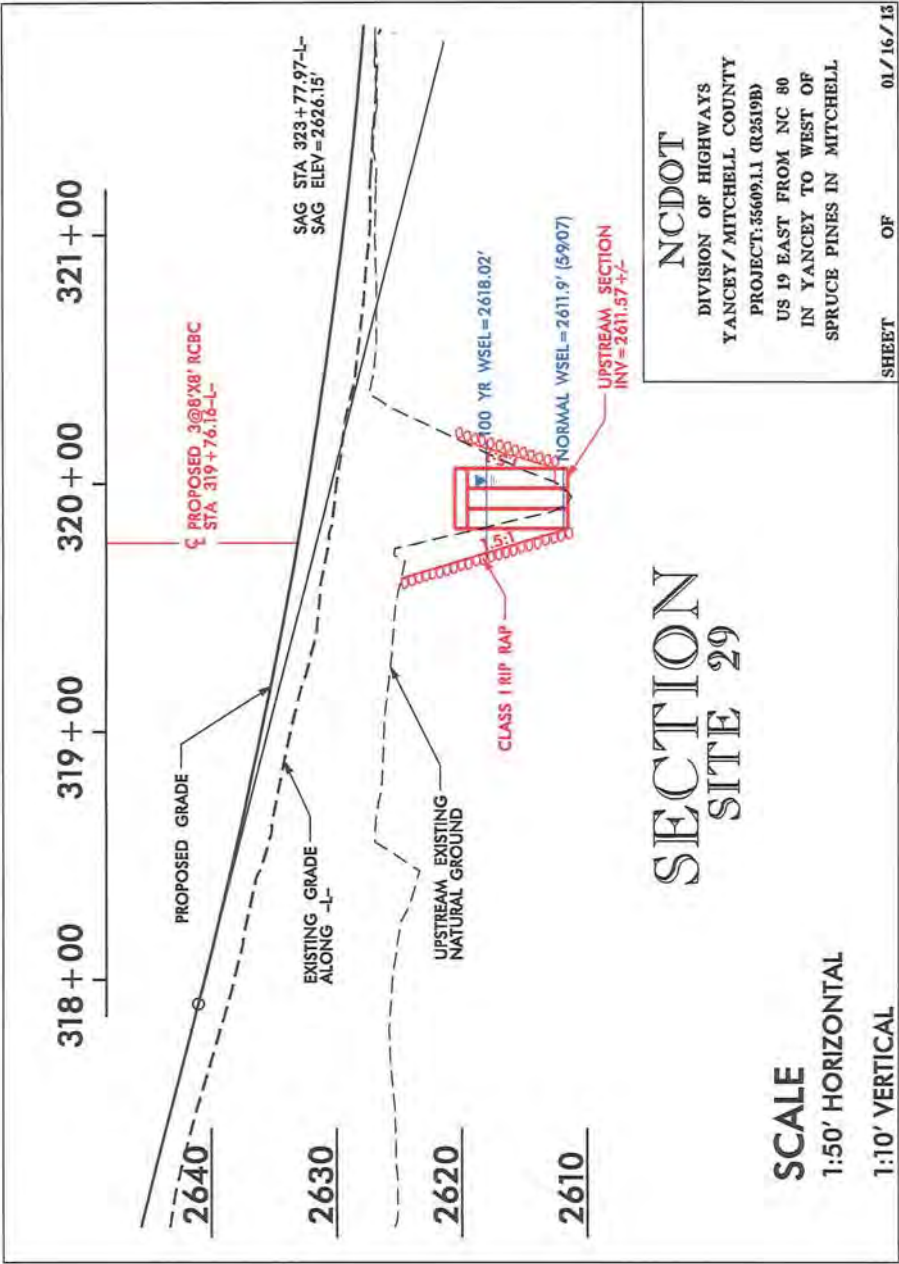 318+00
319+00
320+00
321+00
℄ PROPOSED 3@8'X8' RCBC
STA 319+76.16-L-
PROPOSED GRADE
SAG STA 323+77.97-L-
SAG ELEV=2626.15'
2640
EXISTING GRADE
ALONG -L-
2630
UPSTREAM EXISTING
NATURAL GROUND
2620
100 YR WSEL=2618.02'
1.5:1
1.5:1
CLASS I RIP RAP
NORMAL WSEL=2611.9' (5/9/07)
2610
UPSTREAM SECTION
INV=2611.57+/-
SECTION
SITE 29
SCALE
1:50' HORIZONTAL
1:10' VERTICAL
NCDOT
DIVISION OF HIGHWAYS
YANCEY/MITCHELL COUNTY
PROJECT:35609.1.1 (R2519B)
US 19 EAST FROM NC 80
IN YANCEY TO WEST OF
SPRUCE PINES IN MITCHELL
SHEET OF 01/16/13